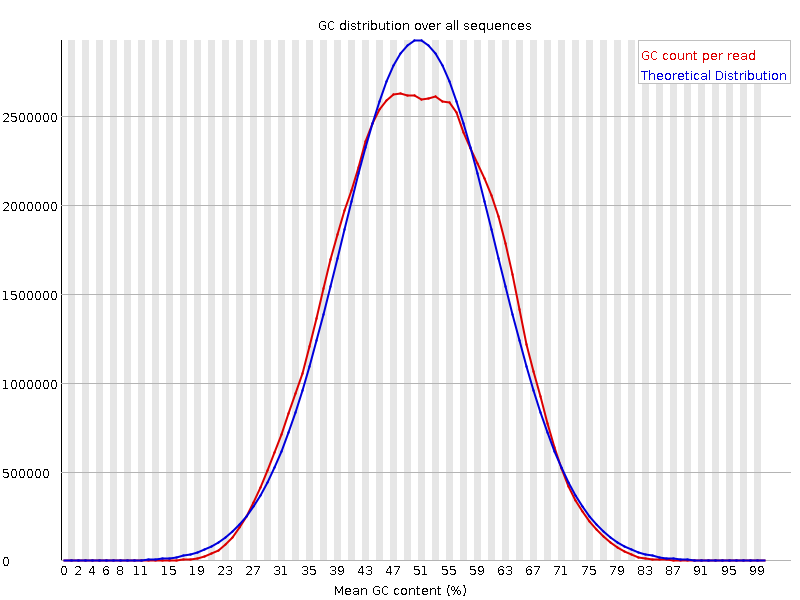 GC distribution over all sequences
GC count per read
Theoretical Distribution
2500000
2000000
1500000
1000000
500000
0
0 2 4 6 8 11 15 19 23 27 31 35 39 43 47 51 55 59 63 67 71 75 79 83 87 91 95 99
Mean GC content (%)